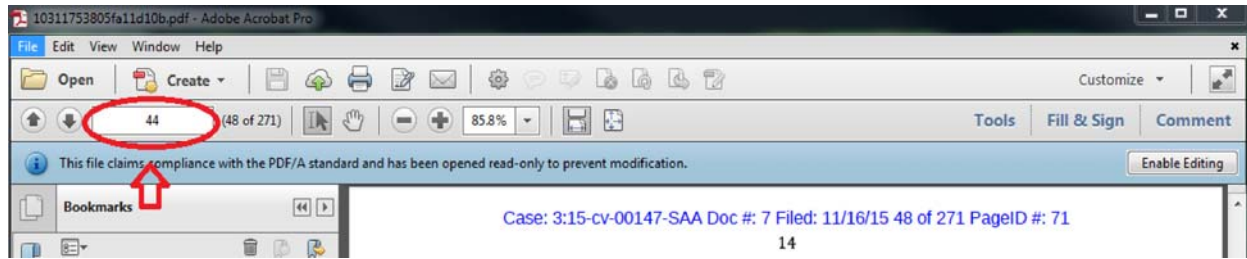 10311753805fa11d10b.pdf - Adobe Acrobat Pro
File Edit View Window Help
Open Create Customize
44 (48 of 271) 85.8% Tools Fill & Sign Comment
This file claims compliance with the PDF/A standard and has been opened read-only to prevent modification. Enable Editing
Bookmarks
Case: 3:15-cv-00147-SAA Doc #: 7 Filed: 11/16/15 48 of 271 PageID #: 71
14